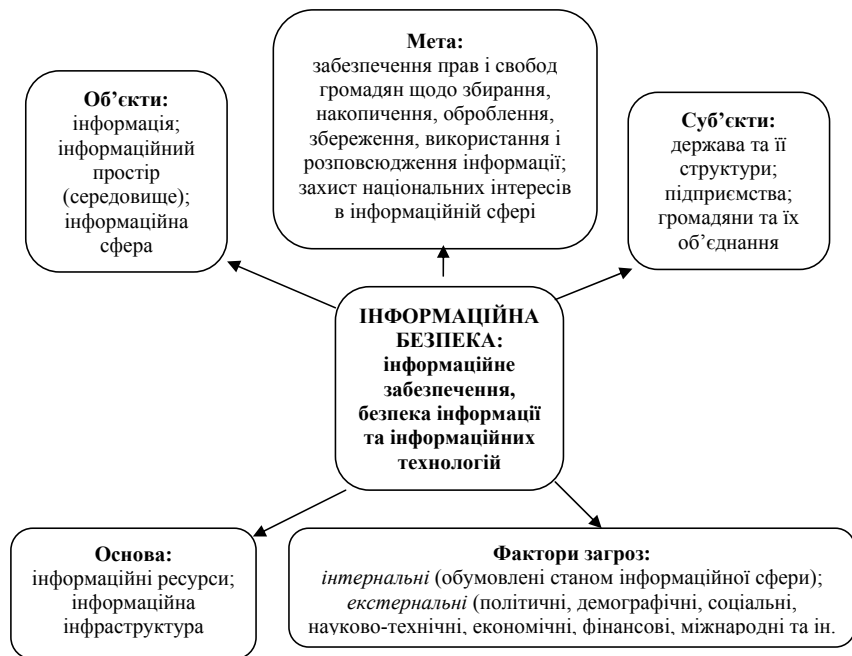 Мета:
забезпечення прав і свобод
громадян щодо збирання,
накопичення, оброблення,
збереження, використання і
розповсюдження інформації;
захист національних інтересів
в інформаційній сфері
Об’єкти:
інформація;
інформаційний
простір
(середовище);
інформаційна
сфера
Суб’єкти:
держава та її
структури;
підприємства;
громадяни та їх
об’єднання
ІНФОРМАЦІЙНА
БЕЗПЕКА:
інформаційне
забезпечення,
безпека інформації
та інформаційних
технологій
Основа:
інформаційні ресурси;
інформаційна
інфраструктура
Фактори загроз:
інтернальні (обумовлені станом інформаційної сфери);
екстернальні (політичні, демографічні, соціальні,
науково-технічні, економічні, фінансові, міжнародні та ін.